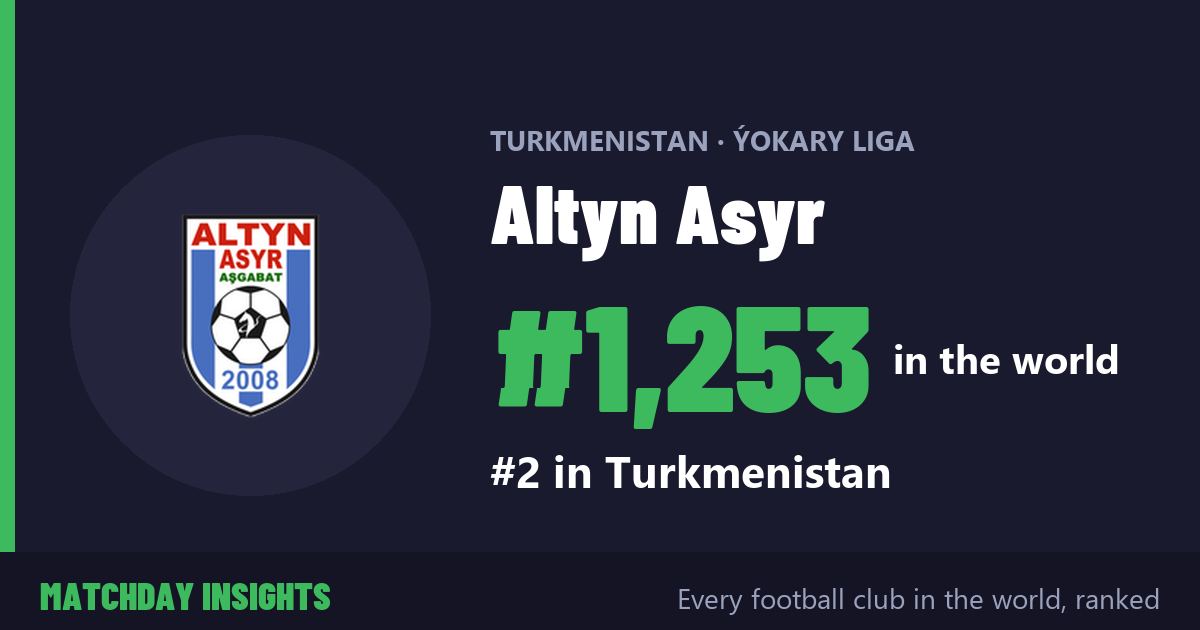 TURKMENISTAN · ÝOKARY LIGA
Altyn Asyr
#1,253 in the world
#2 in Turkmenistan
ALTYN
ASYR
AŞGABAT
2008
MATCHDAY INSIGHTS
Every football club in the world, ranked